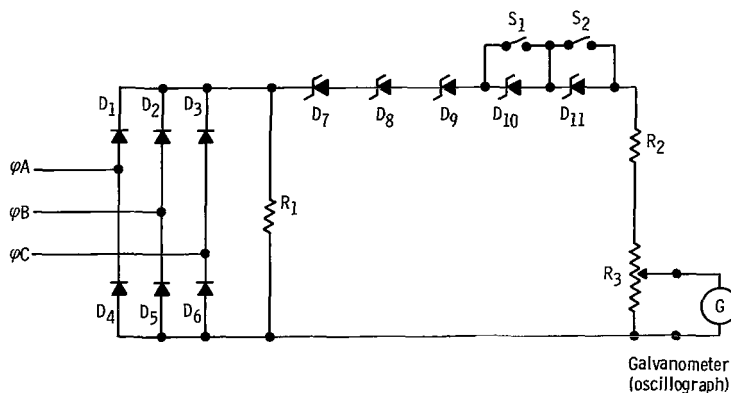 S1 S2
D1 D2 D3
D7 D8 D9 D10 D11
φA
R2
φB R1
φC
R3
G
D4 D5 D6
Galvanometer
(oscillograph)